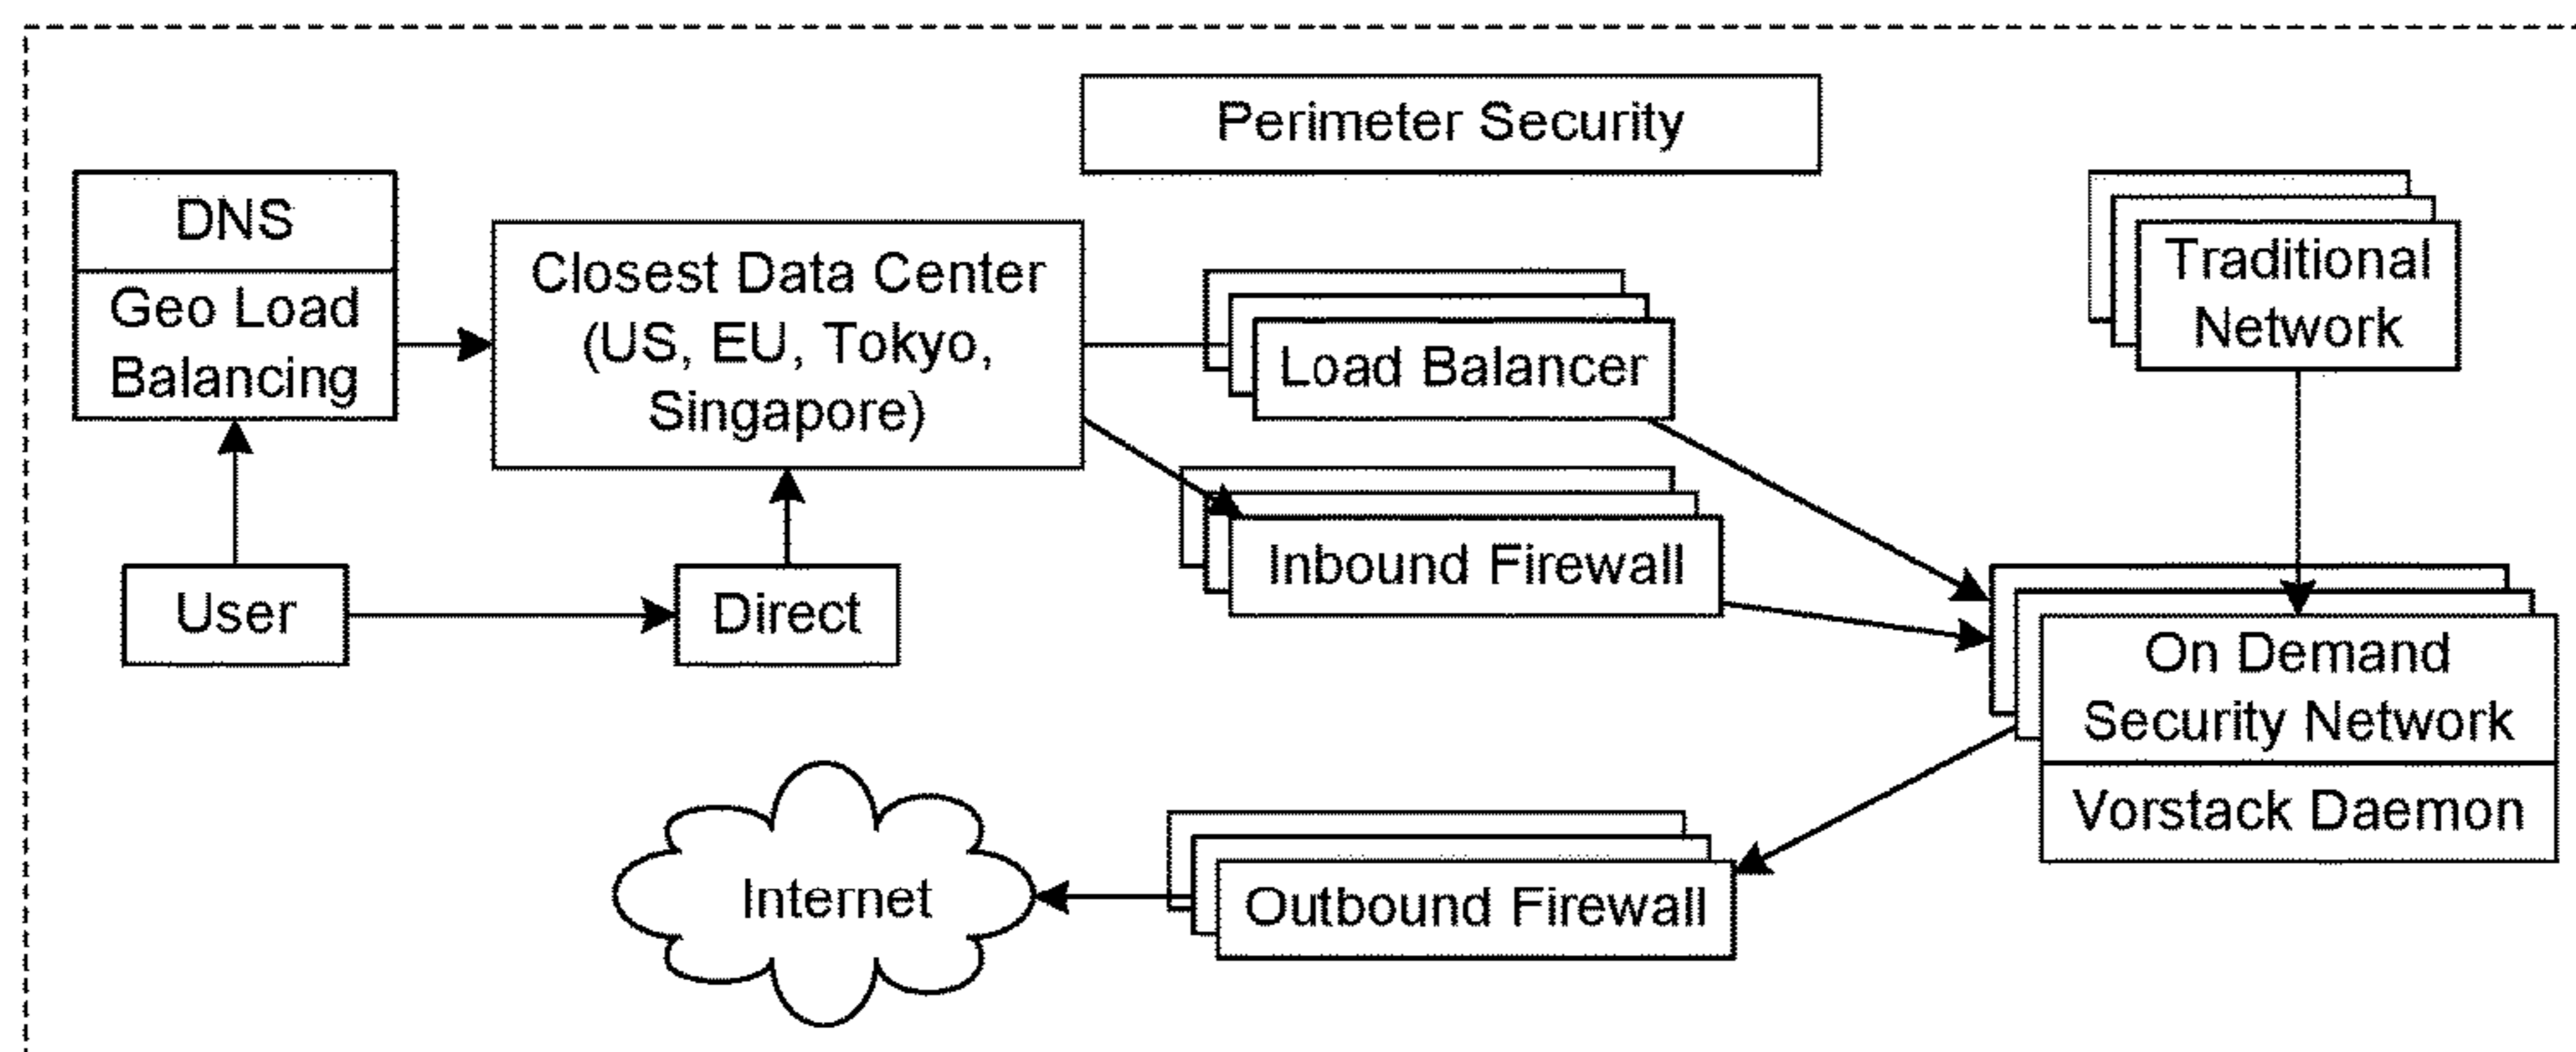 Perimeter Security
DNS
Geo Load
Balancing
Closest Data Center
(US, EU, Tokyo,
Singapore)
Load Balancer
Traditional
Network
Inbound Firewall
User
Direct
On Demand
Security Network
Vorstack Daemon
Internet
Outbound Firewall